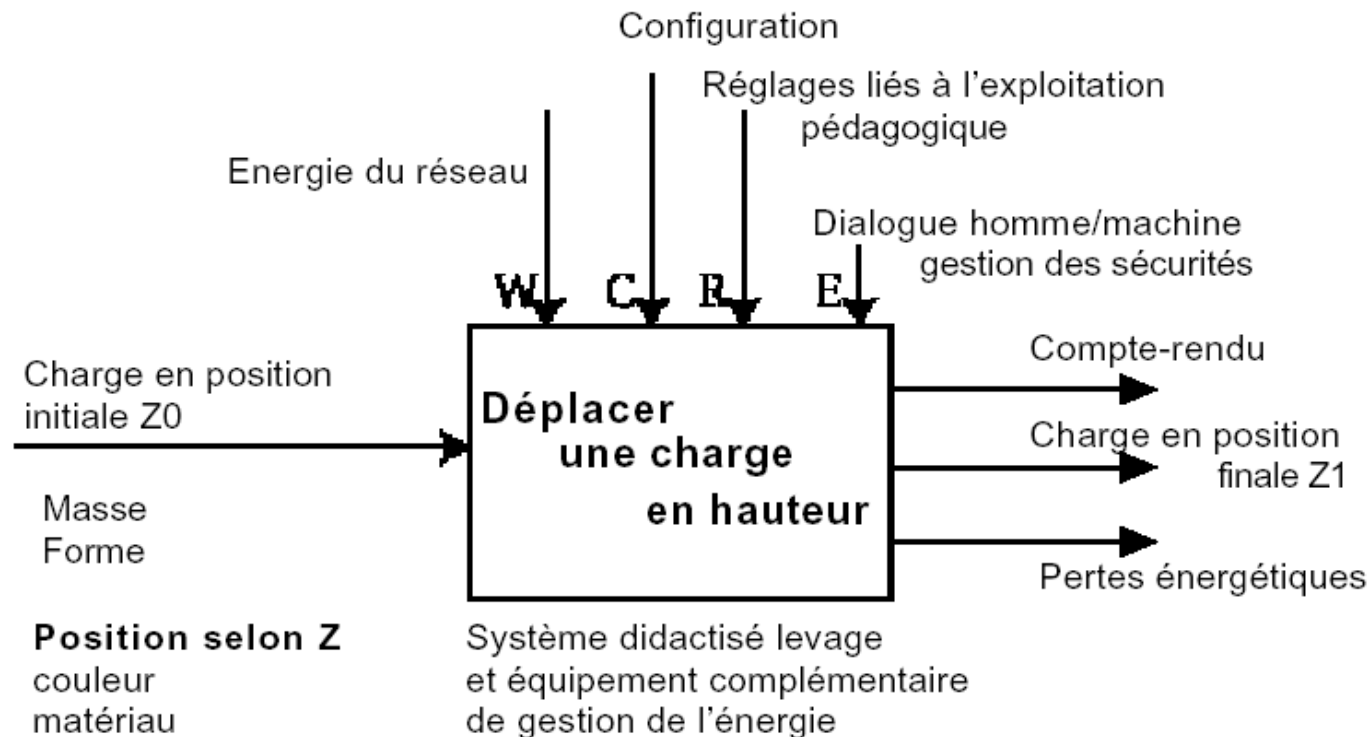 Configuration
Réglages liés à l'exploitation
pédagogique
Energie du réseau
Dialogue homme/machine
gestion des sécurités
W C R E
Charge en position
initiale Z0
Déplacer
une charge
en hauteur
Compte-rendu
Charge en position
finale Z1
Masse
Forme
Pertes énergétiques
Position selon Z
couleur
matériau
Système didactisé levage
et équipement complémentaire
de gestion de l'énergie